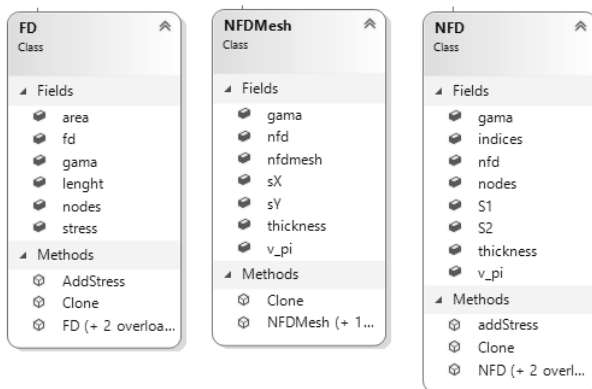 FD
Class
Fields
area
fd
gama
lenght
nodes
stress
Methods
AddStress
Clone
FD (+ 2 overloa...
NFDMesh
Class
Fields
gama
nfd
nfdmesh
sX
sY
thickness
v_pi
Methods
Clone
NFDMesh (+ 1...
NFD
Class
Fields
gama
indices
nfd
nodes
S1
S2
thickness
v_pi
Methods
addStress
Clone
NFD (+ 2 overl...